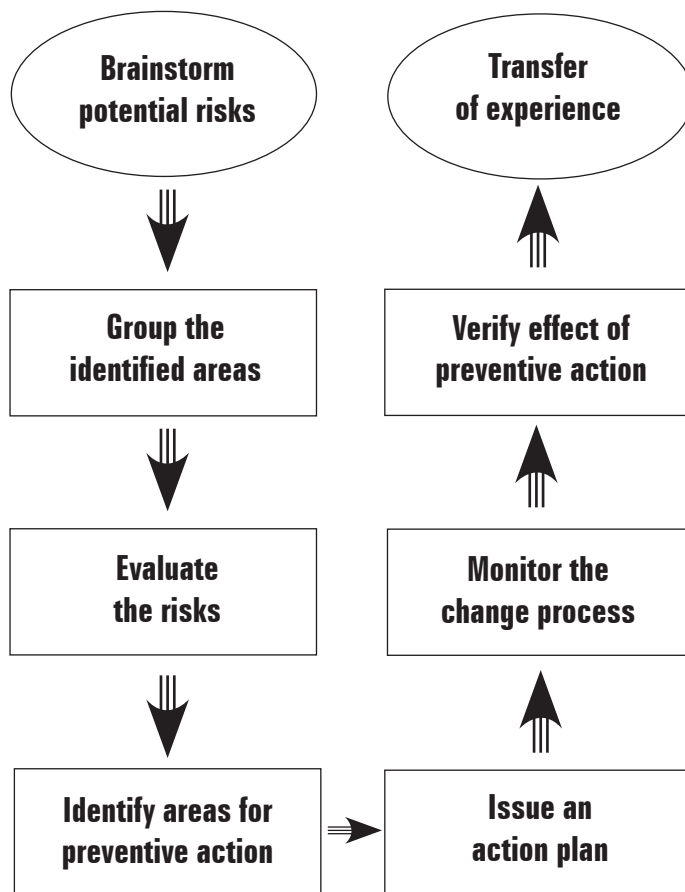 Brainstorm
potential risks
Group the
identified areas
Evaluate
the risks
Identify areas for
preventive action
Issue an
action plan
Monitor the
change process
Verify effect of
preventive action
Transfer
of experience